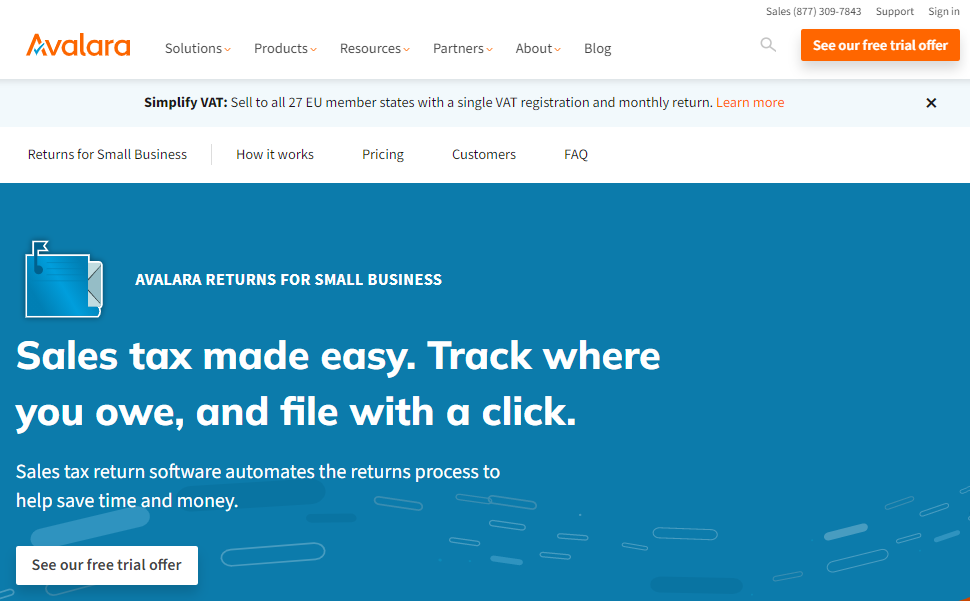 Sales (877) 309-7843 Support Sign in
Avalara Solutions Products Resources Partners About Blog See our free trial offer
Simplify VAT: Sell to all 27 EU member states with a single VAT registration and monthly return. Learn more
Returns for Small Business How it works Pricing Customers FAQ
AVALARA RETURNS FOR SMALL BUSINESS
Sales tax made easy. Track where
you owe, and file with a click.
Sales tax return software automates the returns process to
help save time and money.
See our free trial offer